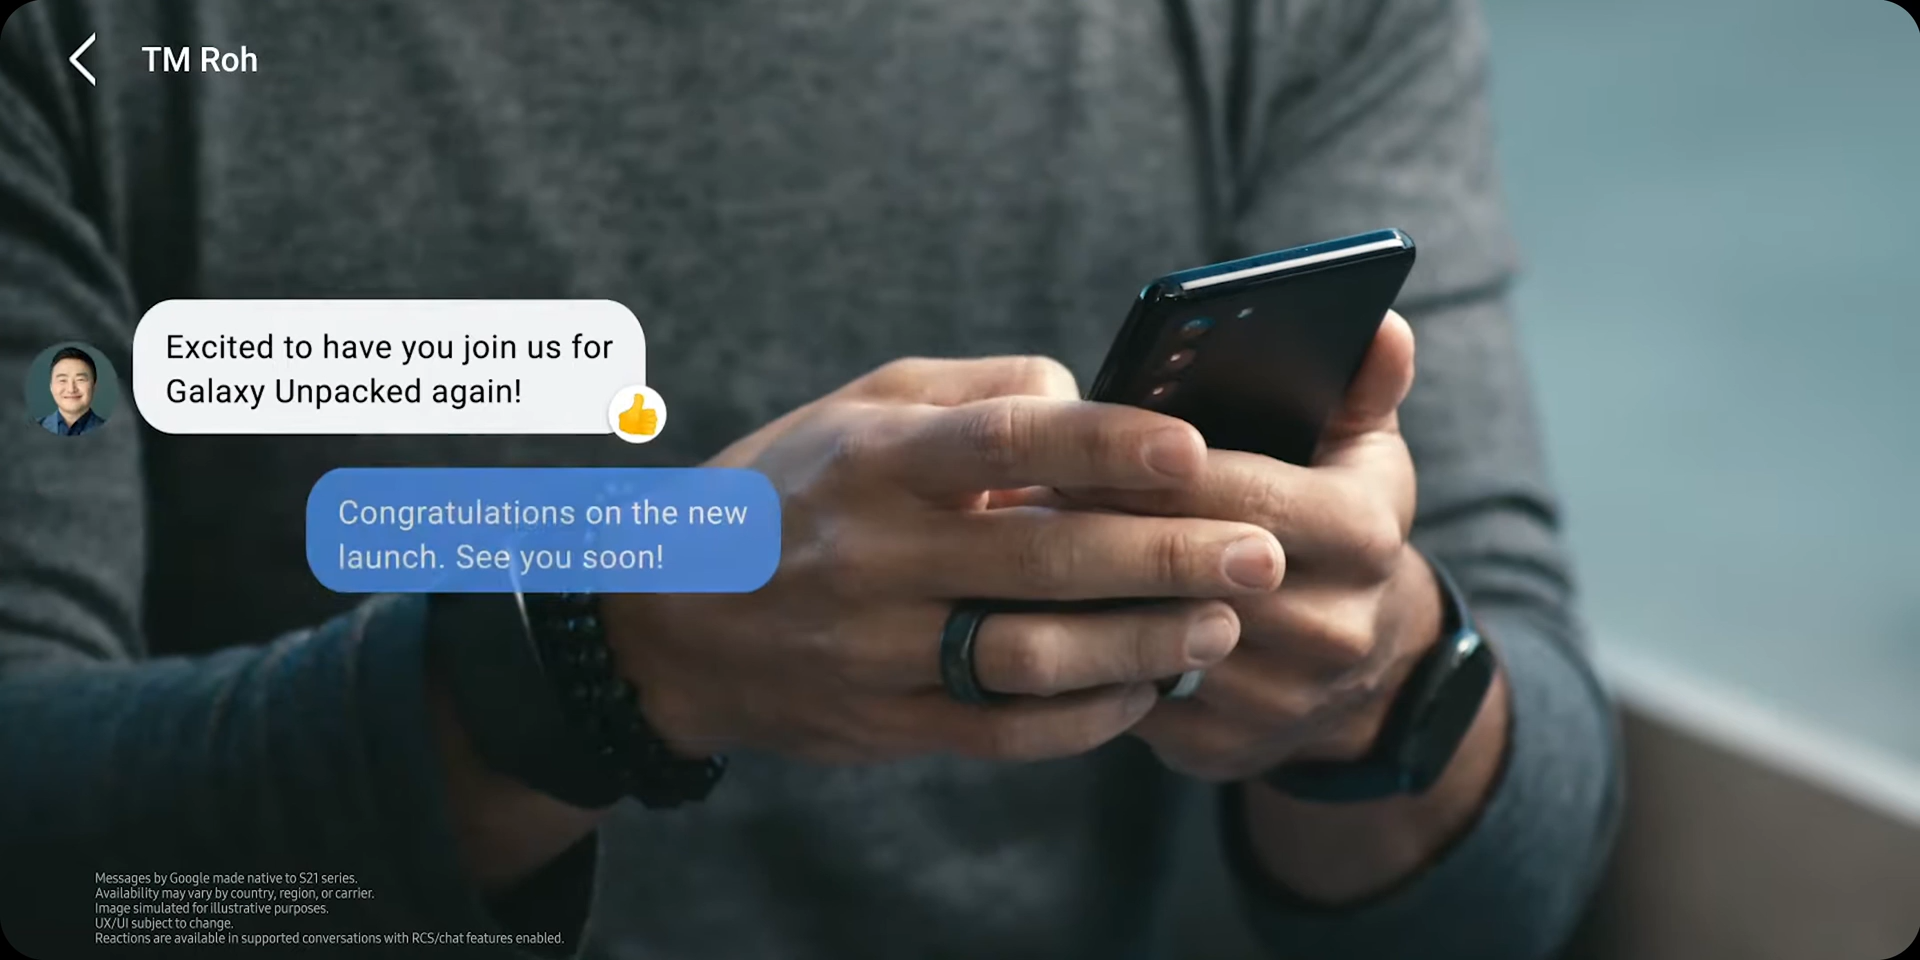 TM Roh
Excited to have you join us for
Galaxy Unpacked again!
Congratulations on the new
launch. See you soon!
Messages by Google made native to S21 series.
Availability may vary by country, region, or carrier.
Image simulated for illustrative purposes.
UX/UI subject to change.
Reactions are available in supported conversations with RCS/chat features enabled.